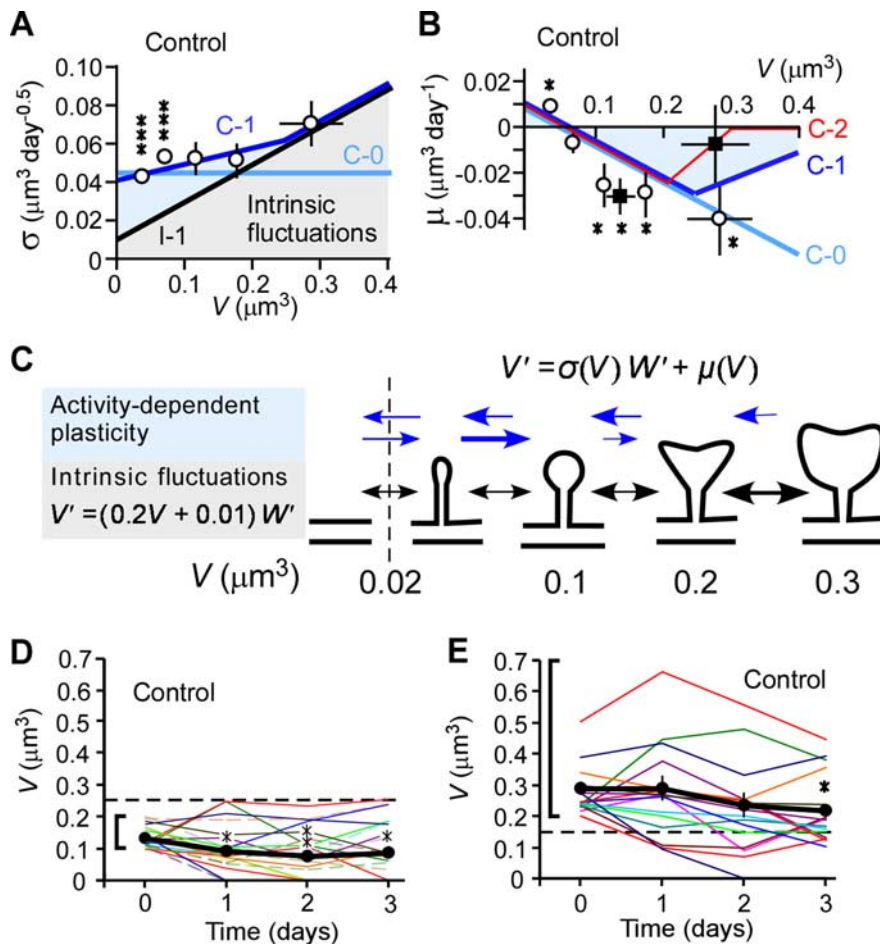 A
Control
σ (μm³ day⁻⁰·⁵)
0.10
0.08
0.06
0.04
0.02
0
****
****
C-1
C-0
I-1
Intrinsic
fluctuations
0 0.1 0.2 0.3 0.4
V (μm³)
B
Control
V (μm³)
μ (μm³ day⁻¹)
0.02
0
-0.02
-0.04
0.1 0.2 0.3 0.4
*
* * *
*
C-2
C-1
C-0
C
V' = σ(V) W' + μ(V)
Activity-dependent
plasticity
Intrinsic fluctuations
V' = (0.2V + 0.01) W'
V (μm³)
0.02 0.1 0.2 0.3
D
Control
V (μm³)
0.7
0.6
0.5
0.4
0.3
0.2
0.1
0
* ** *
0 1 2 3
Time (days)
E
Control
V (μm³)
0.7
0.6
0.5
0.4
0.3
0.2
0.1
0
*
0 1 2 3
Time (days)